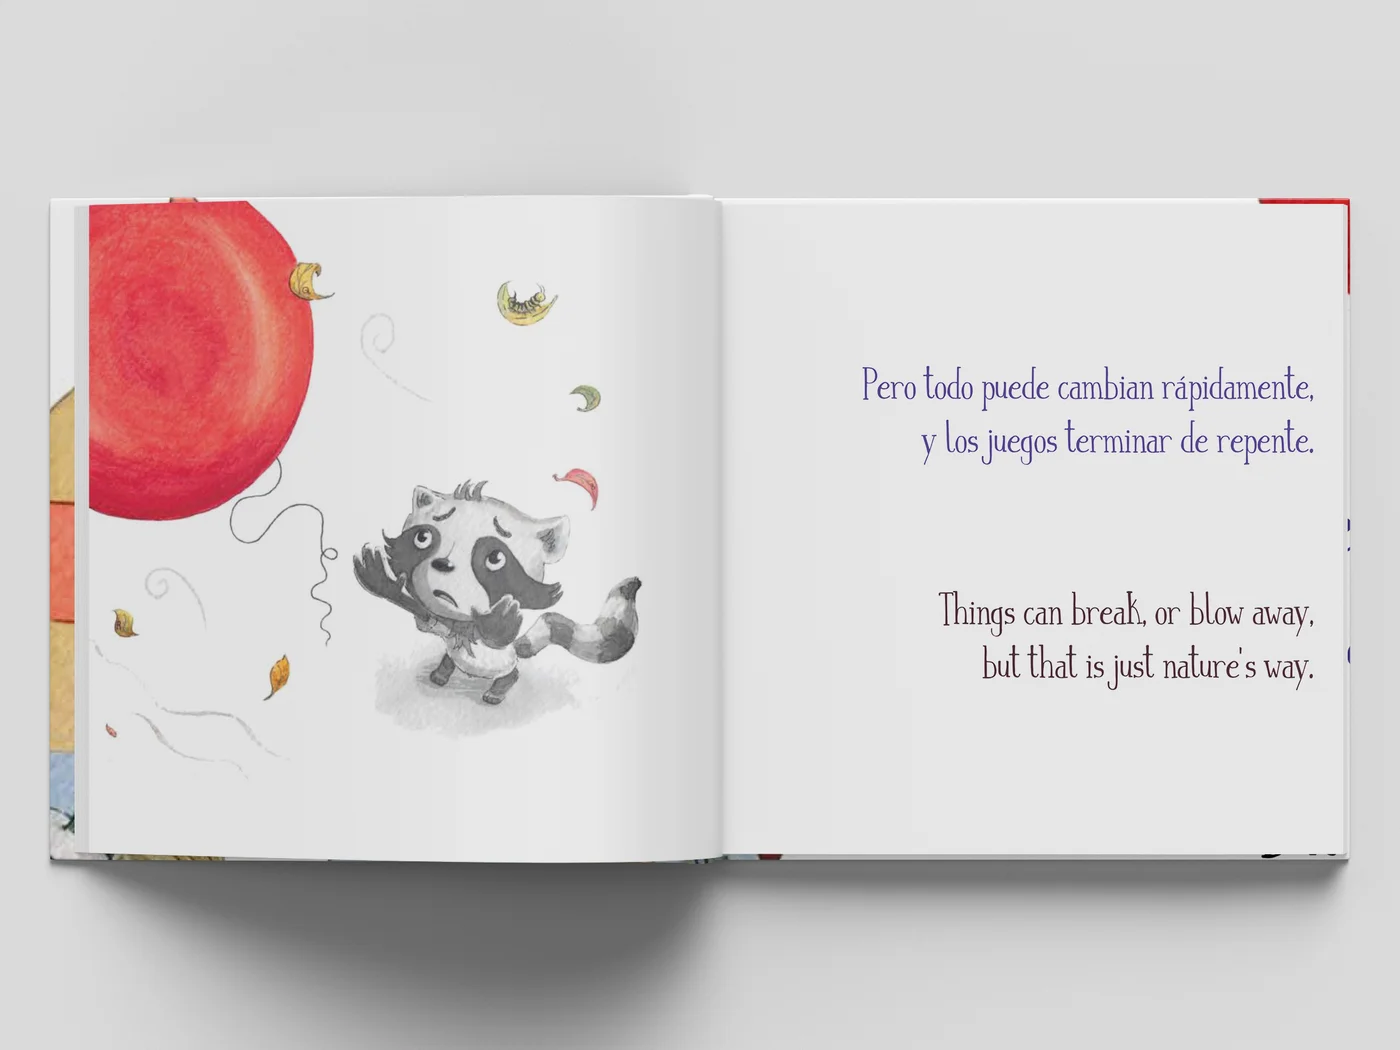 Pero todo puede cambian rápidamente,
y los juegos terminar de repente.
Things can break, or blow away,
but that is just nature's way.